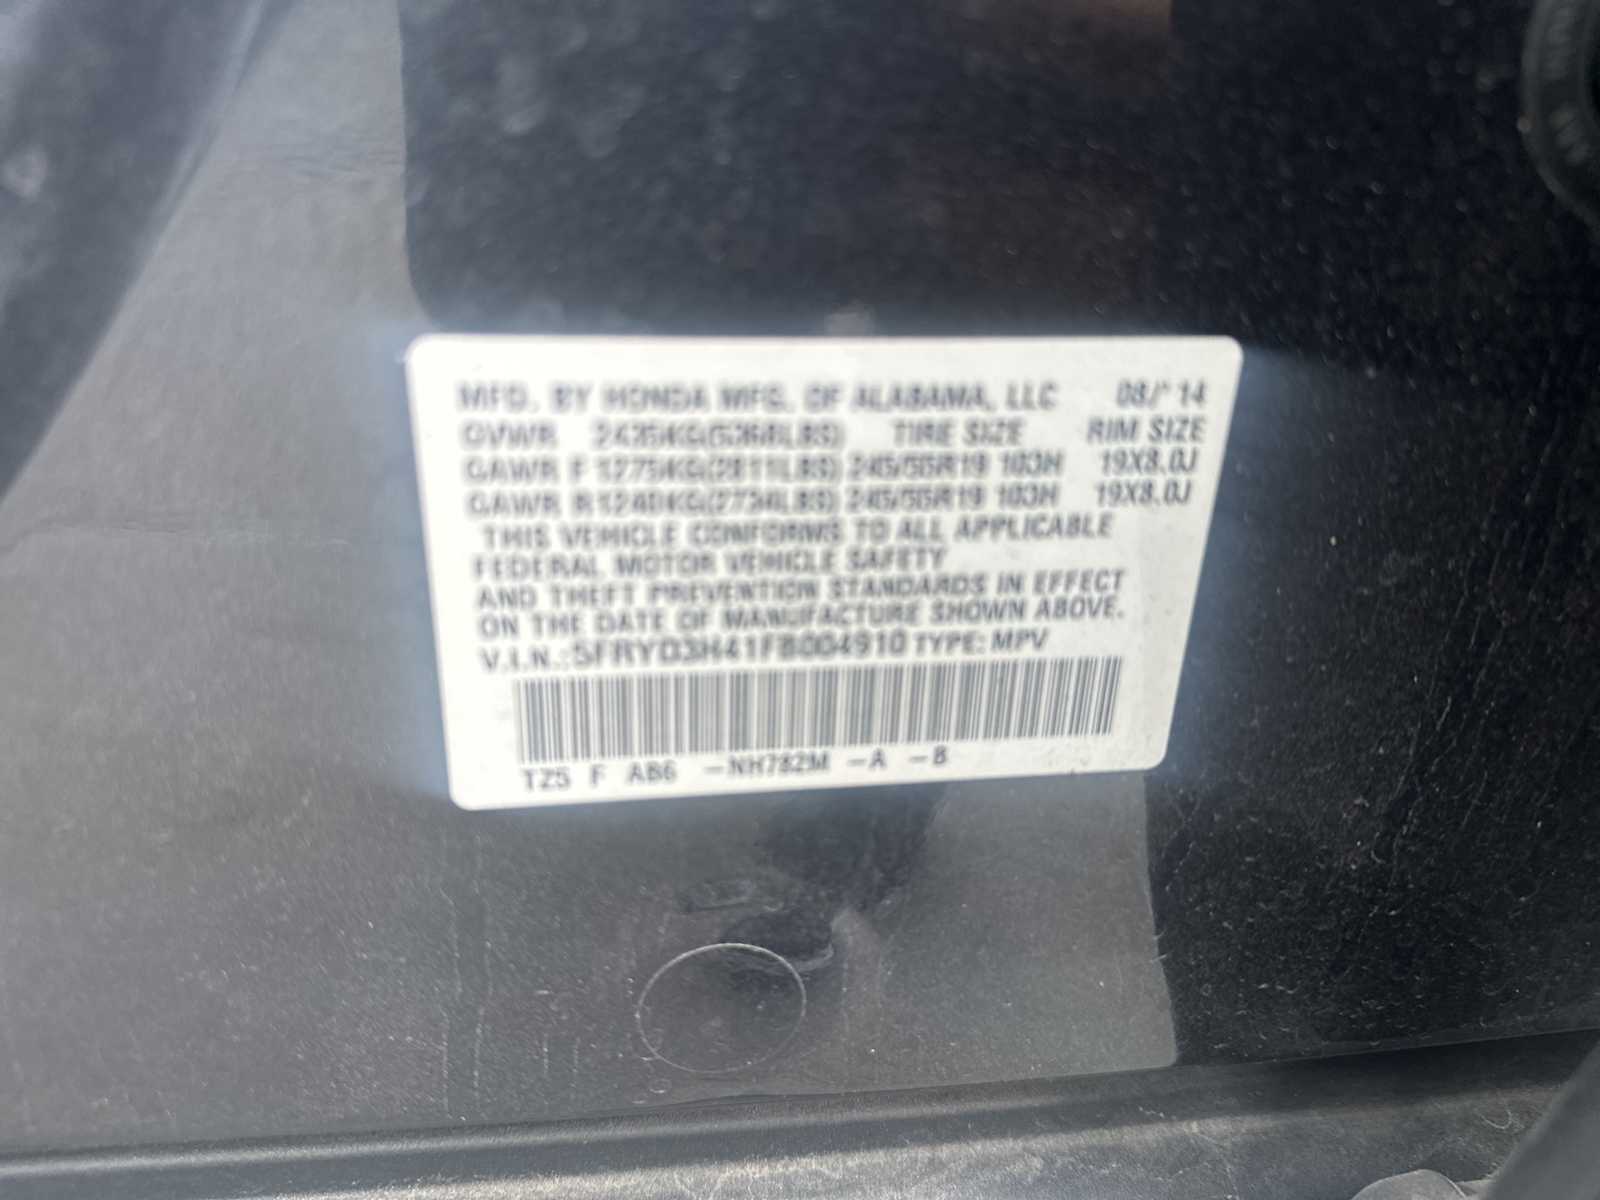 MFD. BY HONDA MFG. OF ALABAMA, LLC 08/ 14
GVWR 2435KG(5368LBS) TIRE SIZE RIM SIZE
GAWR F 1275KG(2811LBS) 245/55R19 103H 19X8.0J
GAWR R1240KG(2734LBS) 245/55R19 103H 19X8.0J
THIS VEHICLE CONFORMS TO ALL APPLICABLE
FEDERAL MOTOR VEHICLE SAFETY
AND THEFT PREVENTION STANDARDS IN EFFECT
ON THE DATE OF MANUFACTURE SHOWN ABOVE.
V.I.N.: 5FRYD3H41FB004910 TYPE: MPV
TZ5 F AB6 -NH782M -A -B